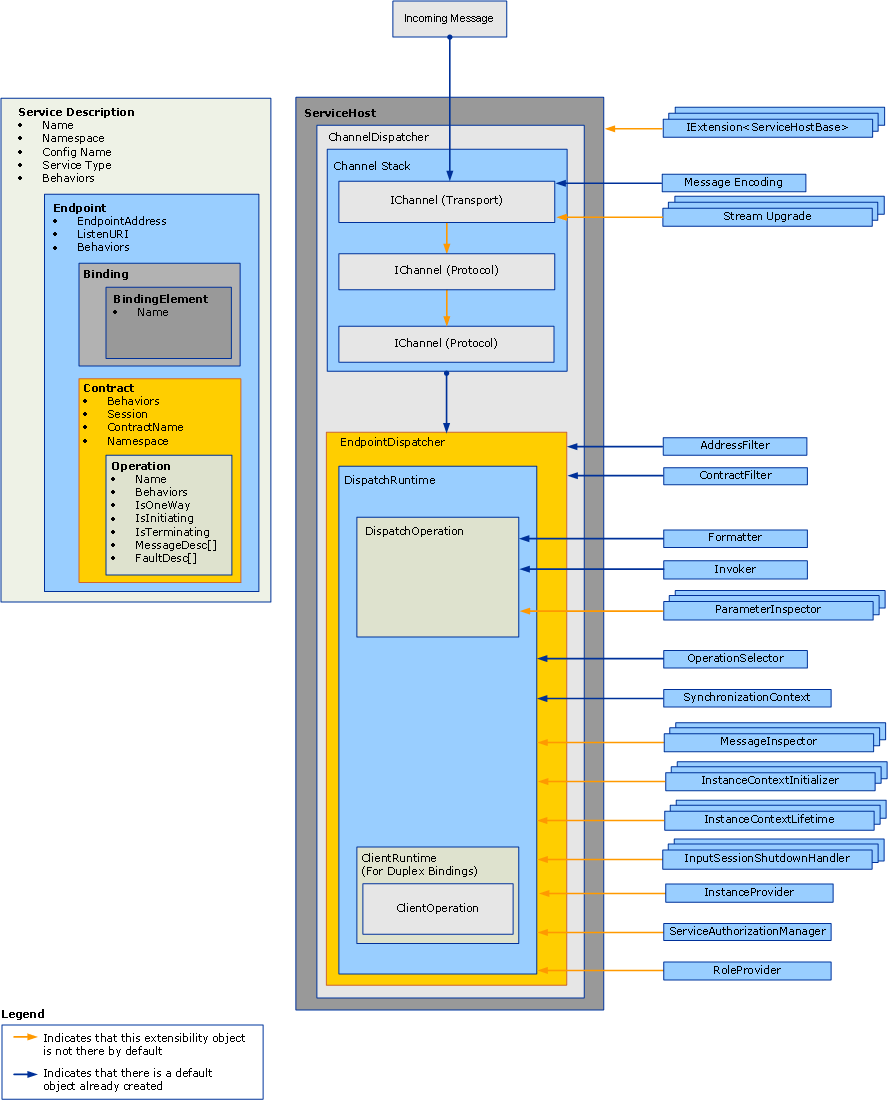 Incoming Message
Service Description
• Name
• Namespace
• Config Name
• Service Type
• Behaviors
Endpoint
• EndpointAddress
• ListenURI
• Behaviors
Binding
BindingElement
• Name
Contract
• Behaviors
• Session
• ContractName
• Namespace
Operation
• Name
• Behaviors
• IsOneWay
• IsInitiating
• IsTerminating
• MessageDesc[]
• FaultDesc[]
ServiceHost
ChannelDispatcher
Channel Stack
IChannel (Transport)
IChannel (Protocol)
IChannel (Protocol)
EndpointDispatcher
DispatchRuntime
DispatchOperation
ClientRuntime
(For Duplex Bindings)
ClientOperation
IExtension<ServiceHostBase>
Message Encoding
Stream Upgrade
AddressFilter
ContractFilter
Formatter
Invoker
ParameterInspector
OperationSelector
SynchronizationContext
MessageInspector
InstanceContextInitializer
InstanceContextLifetime
InputSessionShutdownHandler
InstanceProvider
ServiceAuthorizationManager
RoleProvider
Legend
Indicates that this extensibility object
is not there by default
Indicates that there is a default
object already created